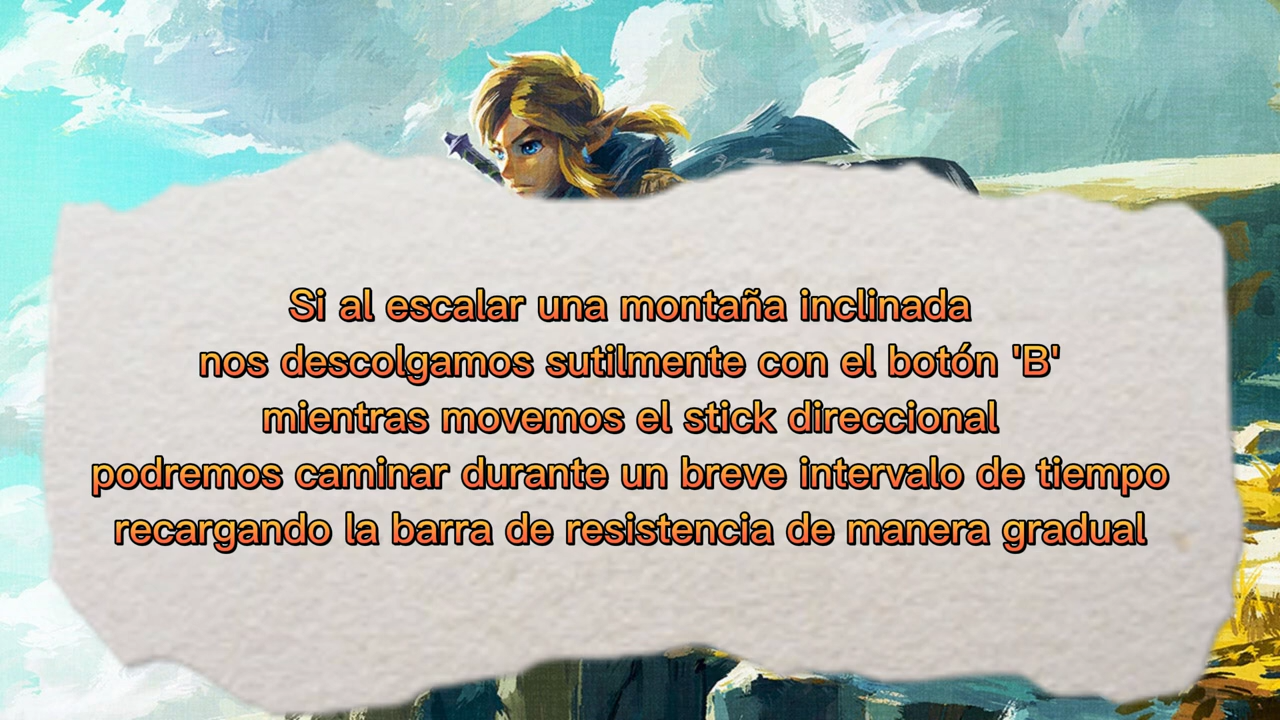 Si al escalar una montaña inclinada
nos descolgamos sutilmente con el botón 'B'
mientras movemos el stick direccional
podremos caminar durante un breve intervalo de tiempo
recargando la barra de resistencia de manera gradual